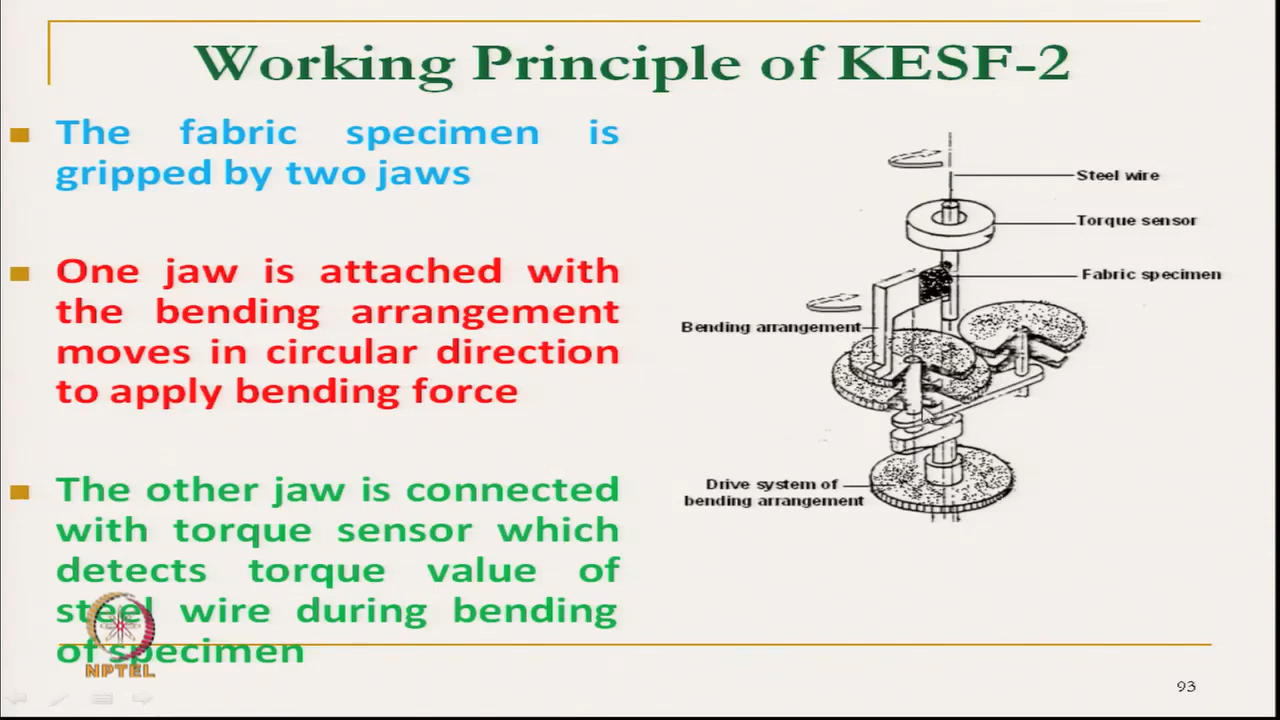 Working Principle of KESF-2
The fabric specimen is
gripped by two jaws
One jaw is attached with
the bending arrangement
moves in circular direction
to apply bending force
The other jaw is connected
with torque sensor which
detects torque value of
steel wire during bending
of specimen
Steel wire
Torque sensor
Fabric specimen
Bending arrangement
Drive system of
bending arrangement
NPTEL
93